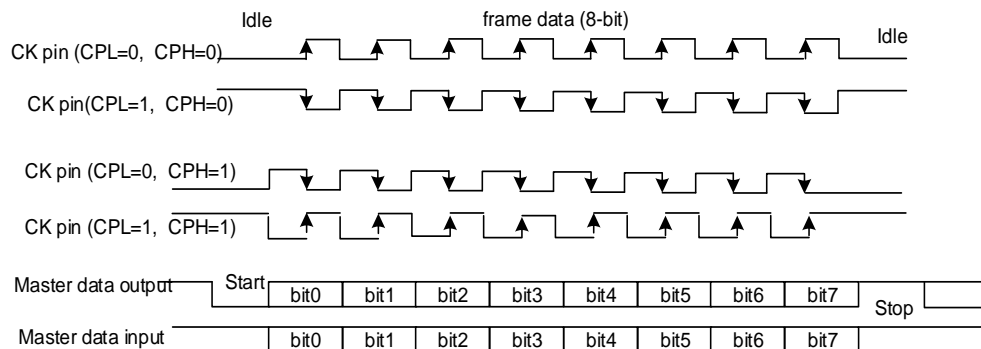 Idle frame data (8-bit) Idle
CK pin (CPL=0, CPH=0)
CK pin(CPL=1, CPH=0)
CK pin (CPL=0, CPH=1)
CK pin (CPL=1, CPH=1)
Master data output Start bit0 bit1 bit2 bit3 bit4 bit5 bit6 bit7 Stop
Master data input bit0 bit1 bit2 bit3 bit4 bit5 bit6 bit7